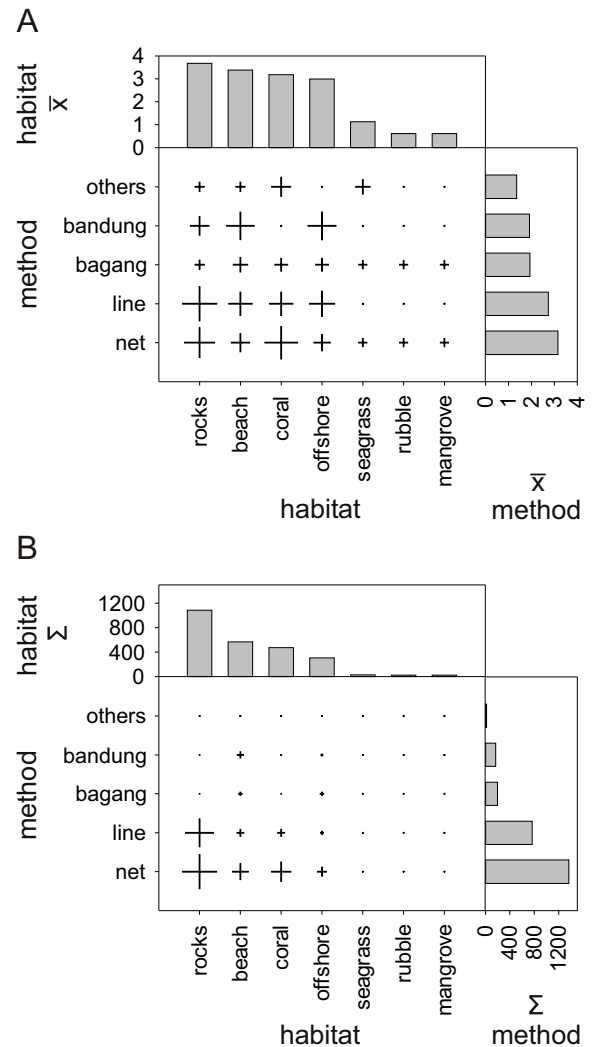 A
habitat
x̅
4
3
2
1
0
method
others
bandung
bagang
line
net
rocks
beach
coral
offshore
seagrass
rubble
mangrove
habitat
0
1
2
3
4
x̅
method
B
habitat
Σ
1200
800
400
0
method
others
bandung
bagang
line
net
rocks
beach
coral
offshore
seagrass
rubble
mangrove
habitat
0
400
800
1200
Σ
method